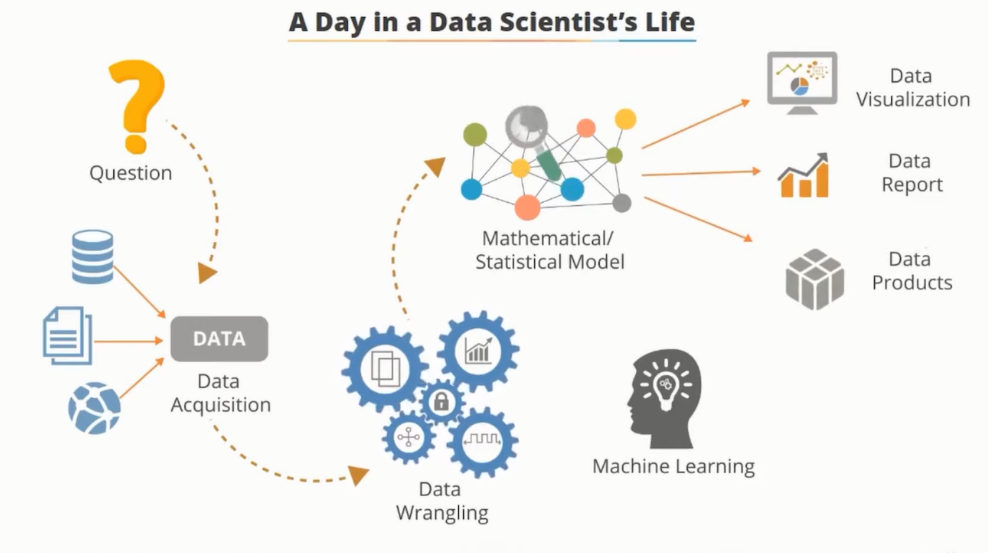 A Day in a Data Scientist's Life
Question
DATA
Data
Acquisition
Data
Wrangling
Mathematical/
Statistical Model
Data
Visualization
Data
Report
Data
Products
Machine Learning